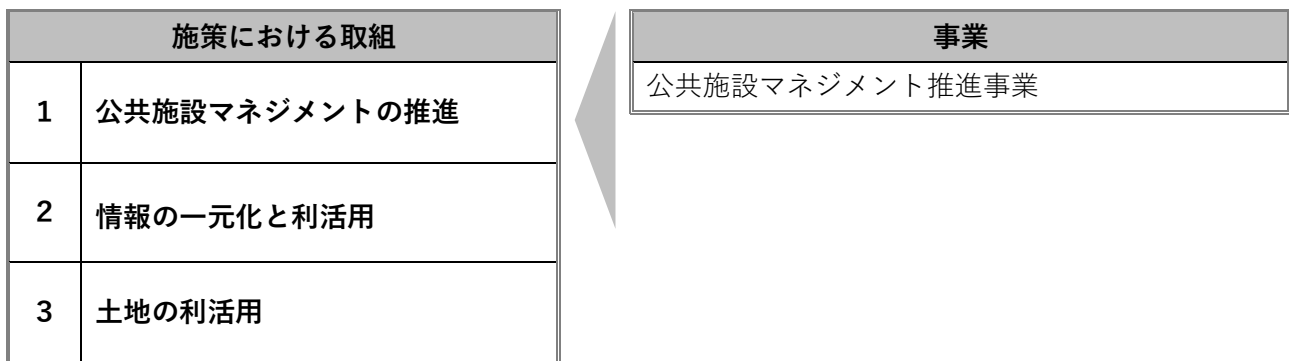 施策における取組
1 公共施設マネジメントの推進
2 情報の一元化と利活用
3 土地の利活用
事業
公共施設マネジメント推進事業